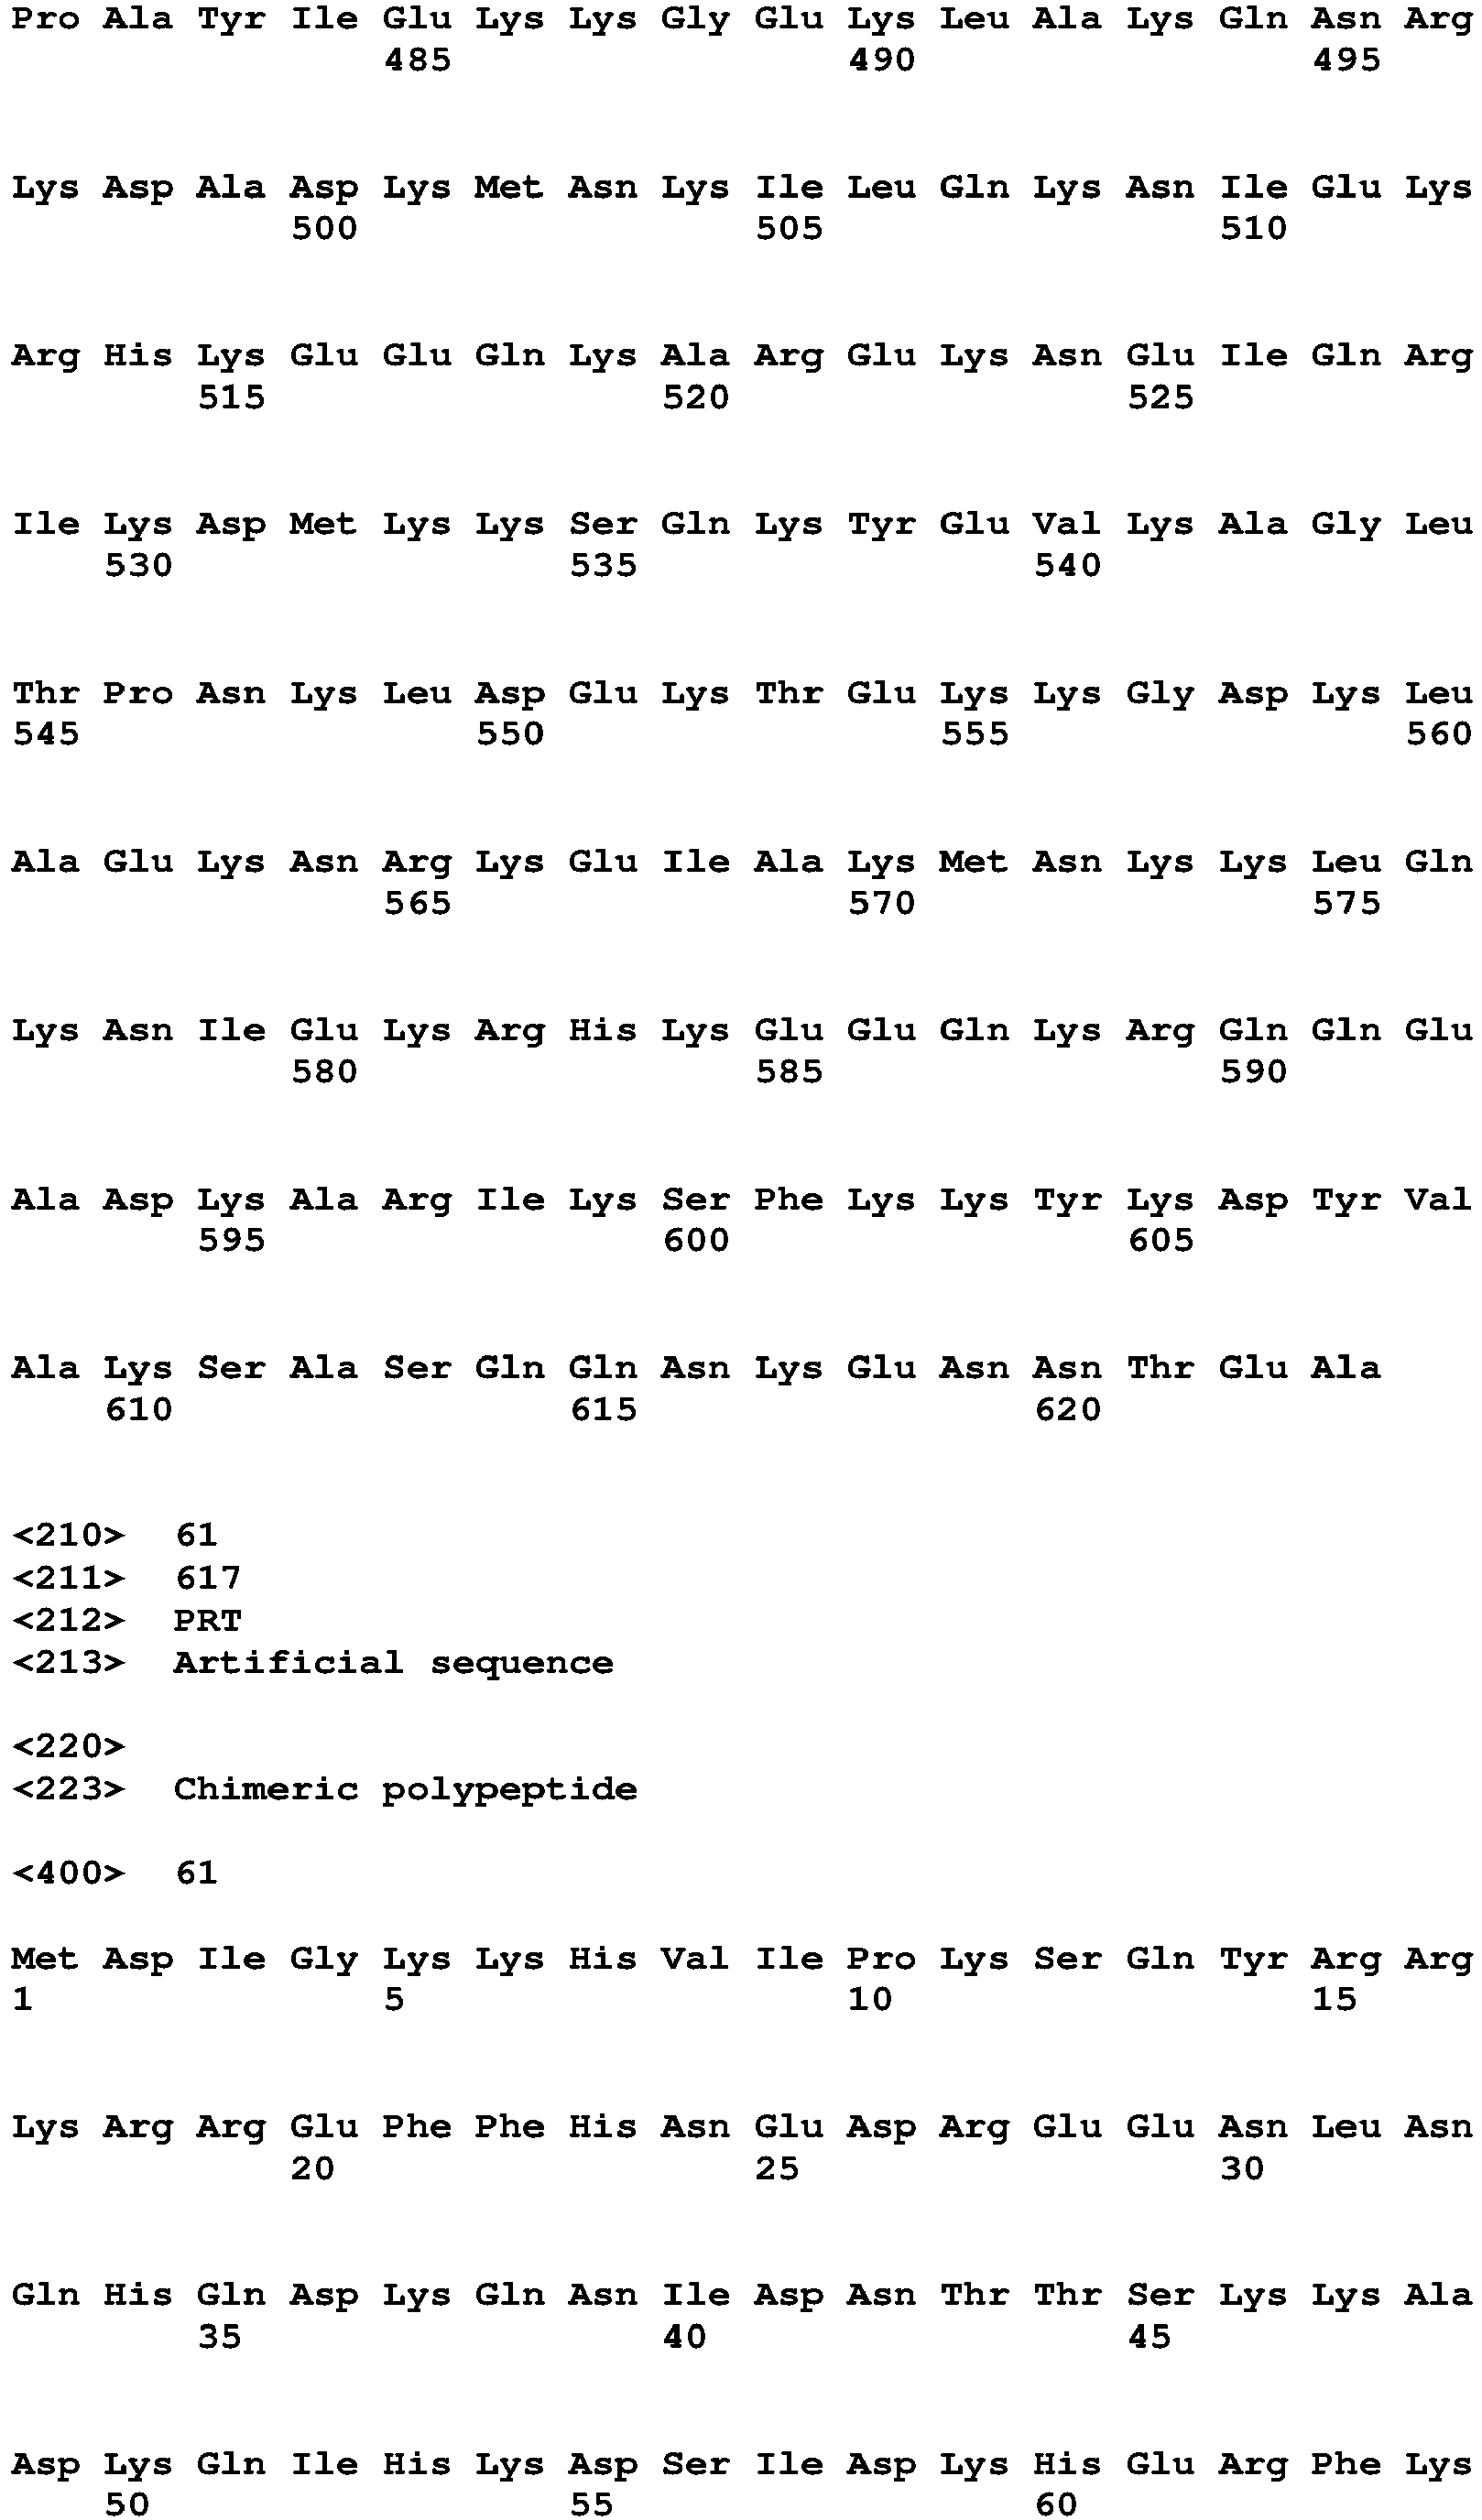 Pro Ala Tyr Ile Glu Lys Lys Gly Glu Lys Leu Ala Lys Gln Asn Arg
485 490 495
Lys Asp Ala Asp Lys Met Asn Lys Ile Leu Gln Lys Asn Ile Glu Lys
500 505 510
Arg His Lys Glu Glu Gln Lys Ala Arg Glu Lys Asn Glu Ile Gln Arg
515 520 525
Ile Lys Asp Met Lys Lys Ser Gln Lys Tyr Glu Val Lys Ala Gly Leu
530 535 540
Thr Pro Asn Lys Leu Asp Glu Lys Thr Glu Lys Lys Gly Asp Lys Leu
545 550 555 560
Ala Glu Lys Asn Arg Lys Glu Ile Ala Lys Met Asn Lys Lys Leu Gln
565 570 575
Lys Asn Ile Glu Lys Arg His Lys Glu Glu Gln Lys Arg Gln Gln Glu
580 585 590
Ala Asp Lys Ala Arg Ile Lys Ser Phe Lys Lys Tyr Lys Asp Tyr Val
595 600 605
Ala Lys Ser Ala Ser Gln Gln Asn Lys Glu Asn Asn Thr Glu Ala
610 615 620
<210> 61
<211> 617
<212> PRT
<213> Artificial sequence
<220>
<223> Chimeric polypeptide
<400> 61
Met Asp Ile Gly Lys Lys His Val Ile Pro Lys Ser Gln Tyr Arg Arg
1 5 10 15
Lys Arg Arg Glu Phe Phe His Asn Glu Asp Arg Glu Glu Asn Leu Asn
20 25 30
Gln His Gln Asp Lys Gln Asn Ile Asp Asn Thr Thr Ser Lys Lys Ala
35 40 45
Asp Lys Gln Ile His Lys Asp Ser Ile Asp Lys His Glu Arg Phe Lys
50 55 60